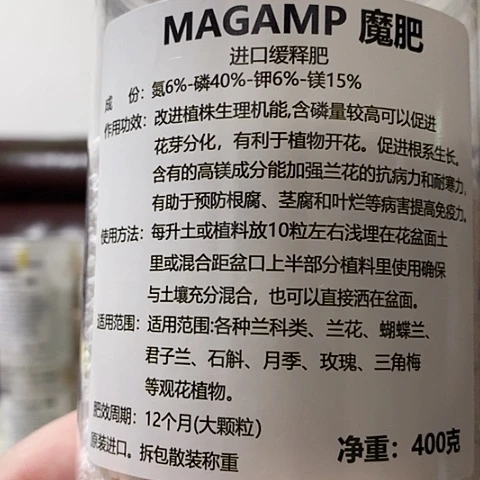 MAGAMP 魔肥
进口缓释肥
成 份：氮6%-磷40%-钾6%-镁15%
作用功效：改进植株生理机能,含磷量较高可以促进
花芽分化，有利于植物开花。促进根系生长。
含有的高镁成分能加强兰花的抗病力和耐寒力，
有助于预防根腐、茎腐和叶烂等病害提高免疫力。
使用方法：每升土或植料放10粒左右浅埋在花盆面土
里或混合距盆口上半部分植料里使用确保
与土壤充分混合，也可以直接洒在盆面。
适用范围：适用范围:各种兰科类、兰花、蝴蝶兰、
君子兰、石斛、月季、玫瑰、三角梅
等观花植物。
肥效周期：12个月(大颗粒)
原装进口。拆包散装称重
净重：400克